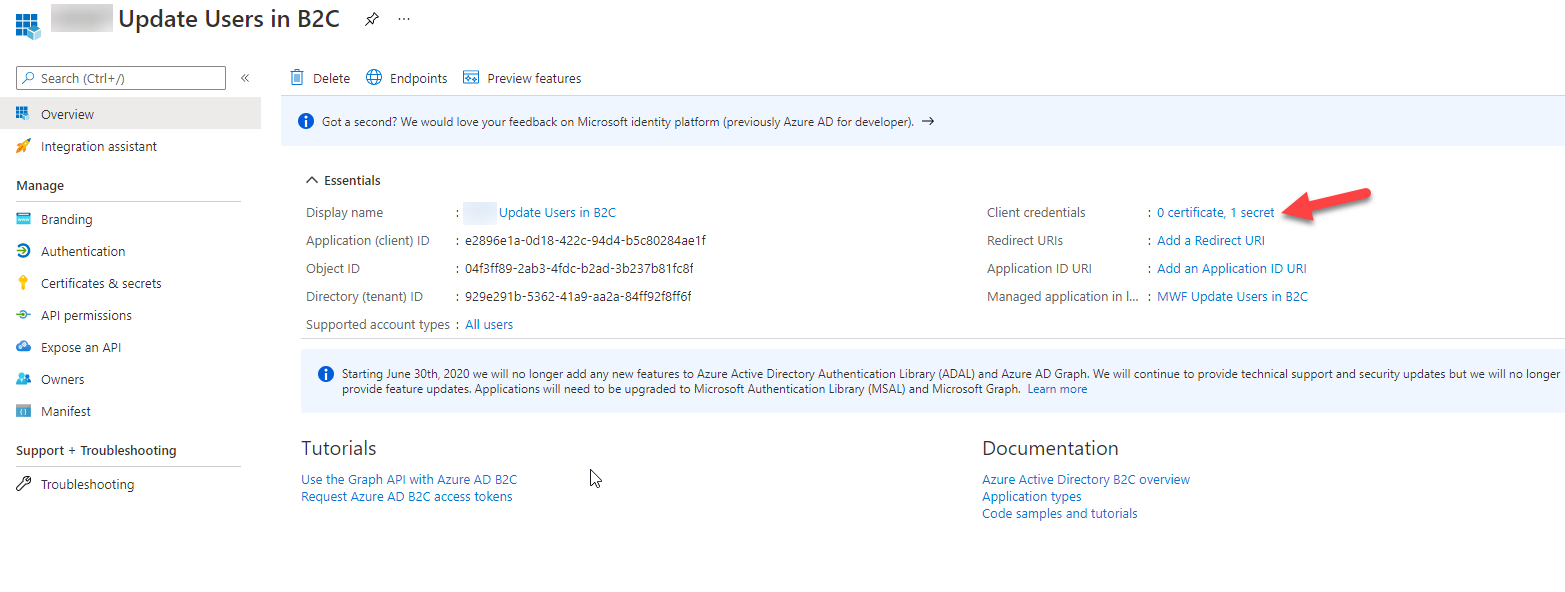 Update Users in B2C
Search (Ctrl+/)
Overview
Integration assistant
Manage
Branding
Authentication
Certificates & secrets
API permissions
Expose an API
Owners
Manifest
Support + Troubleshooting
Troubleshooting
Delete Endpoints Preview features
Got a second? We would love your feedback on Microsoft identity platform (previously Azure AD for developer).
Essentials
Display name : Update Users in B2C
Application (client) ID : e2896e1a-0d18-422c-94d4-b5c80284ae1f
Object ID : 04f3ff89-2ab3-4fdc-b2ad-3b237b81fc8f
Directory (tenant) ID : 929e291b-5362-41a9-aa2a-84ff92f8ff6f
Supported account types : All users
Client credentials : 0 certificate, 1 secret
Redirect URIs : Add a Redirect URI
Application ID URI : Add an Application ID URI
Managed application in l... : MWF Update Users in B2C
Starting June 30th, 2020 we will no longer add any new features to Azure Active Directory Authentication Library (ADAL) and Azure AD Graph. We will continue to provide technical support and security updates but we will no longer
provide feature updates. Applications will need to be upgraded to Microsoft Authentication Library (MSAL) and Microsoft Graph. Learn more
Tutorials
Use the Graph API with Azure AD B2C
Request Azure AD B2C access tokens
Documentation
Azure Active Directory B2C overview
Application types
Code samples and tutorials